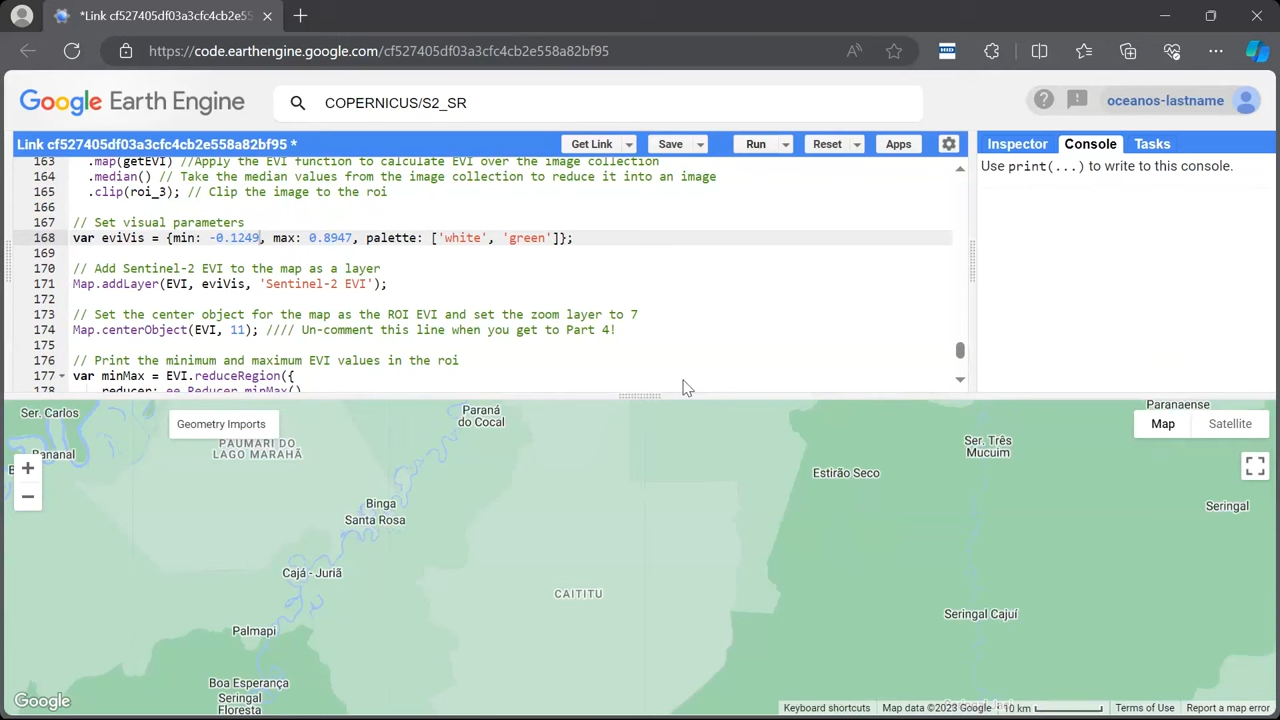 *Link cf527405df03a3cfc4cb2e55
https://code.earthengine.google.com/cf527405df03a3cfc4cb2e558a82bf95
Google Earth Engine
COPERNICUS/S2_SR
oceanos-lastname
Link cf527405df03a3cfc4cb2e558a82bf95 *
Get Link
Save
Run
Reset
Apps
Inspector
Console
Tasks
163 .map(getEVI) //Apply the EVI function to calculate EVI over the image collection
164 .median() // Take the median values from the image collection to reduce it into an image
165 .clip(roi_3); // Clip the image to the roi
166
167 // Set visual parameters
168 var eviVis = {min: -0.1249, max: 0.8947, palette: ['white', 'green']};
169
170 // Add Sentinel-2 EVI to the map as a layer
171 Map.addLayer(EVI, eviVis, 'Sentinel-2 EVI');
172
173 // Set the center object for the map as the ROI EVI and set the zoom layer to 7
174 Map.centerObject(EVI, 11); //// Un-comment this line when you get to Part 4!
175
176 // Print the minimum and maximum EVI values in the roi
177 var minMax = EVI.reduceRegion({
178 reducer: ee.Reducer.minMax()
Use print(...) to write to this console.
Ser. Carlos
Geometry Imports
Paraná
do Cocal
Paranaense
Map
Satellite
PAUMARI DO
LAGO MARAHÃ
Bananal
Ser. Três
Mucuim
Estirão Seco
Binga
Santa Rosa
Seringal
Cajá - Juriã
CAITITU
Seringal Cajuí
Palmapi
Boa Esperança
Seringal
Floresta
Google
Keyboard shortcuts
Map data ©2023 Google
10 km
Terms of Use
Report a map error